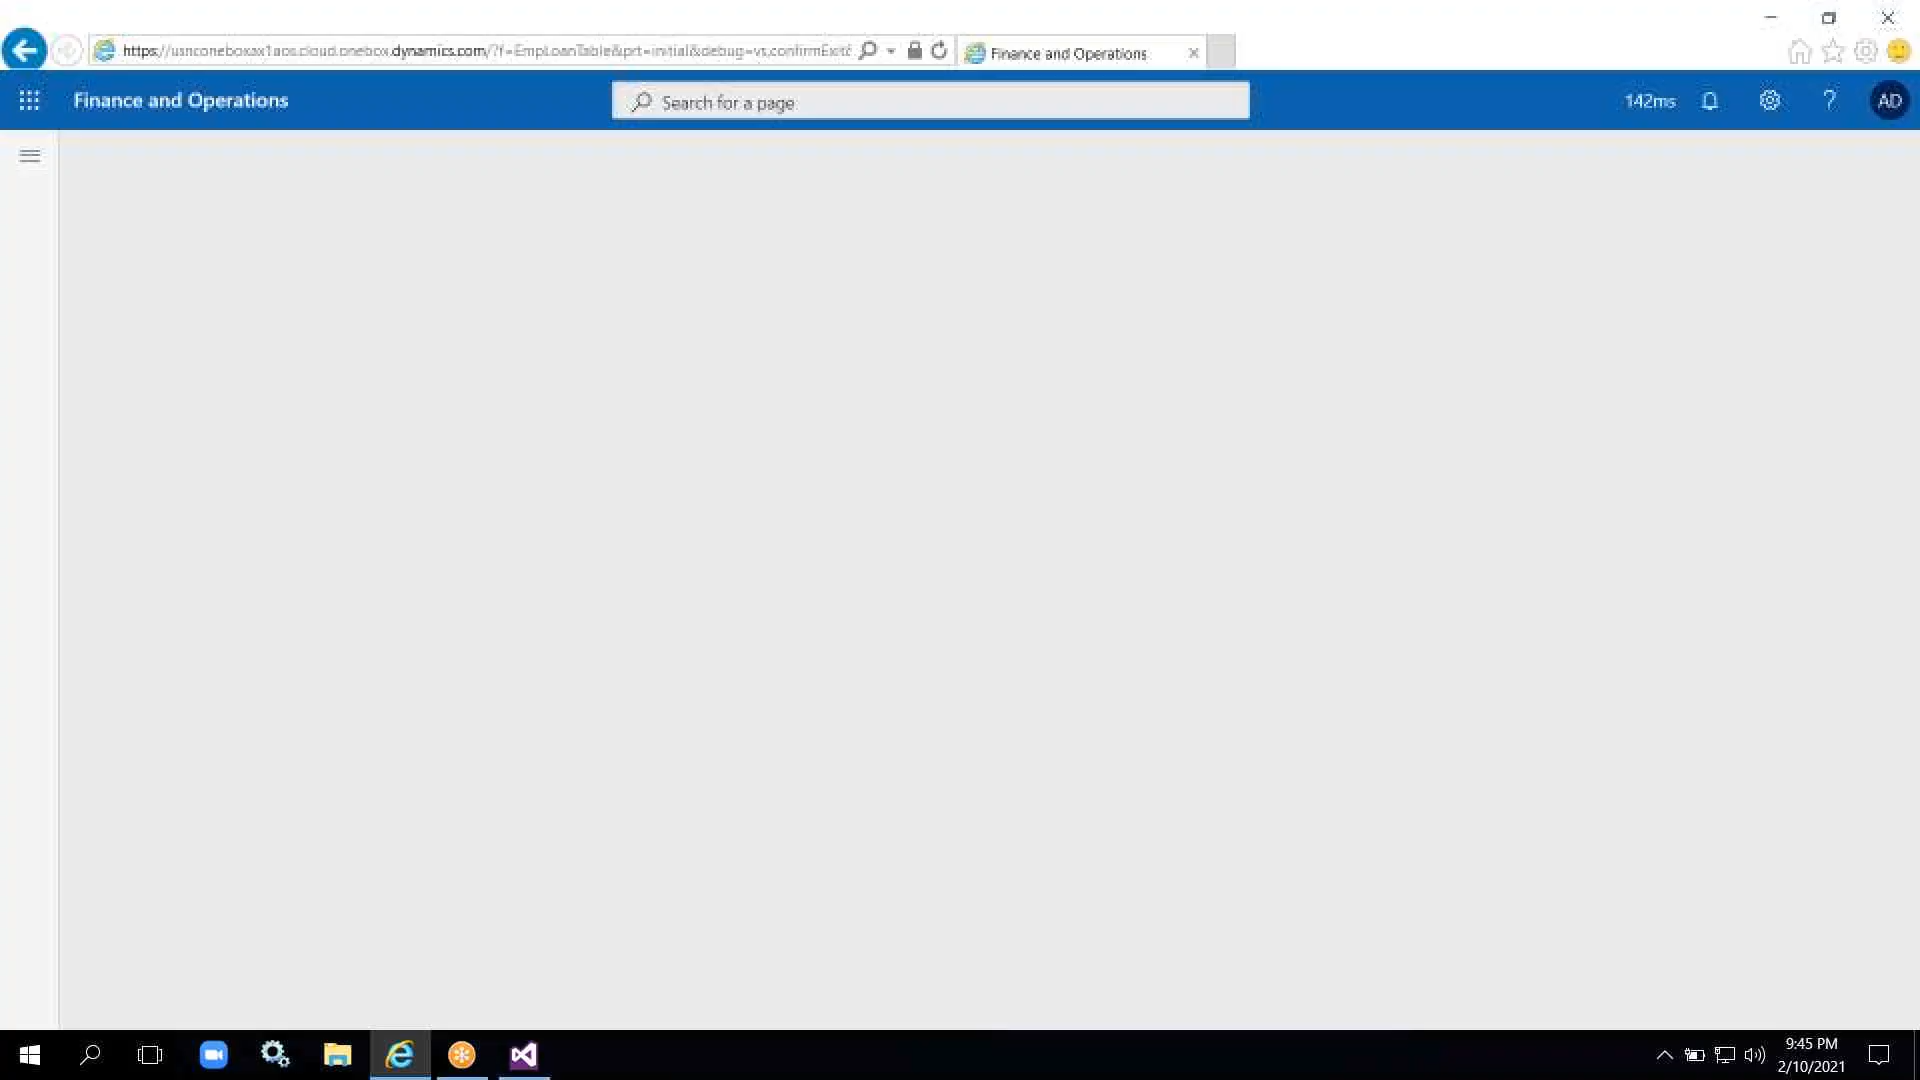 https://usnconeboxax1aos.cloud.onebox.dynamics.com/?f=EmpLoanTable&prt=initial&debug=vs,confirmExit&
Finance and Operations
Finance and Operations
Search for a page
142ms
?
AD
9:45 PM
2/10/2021